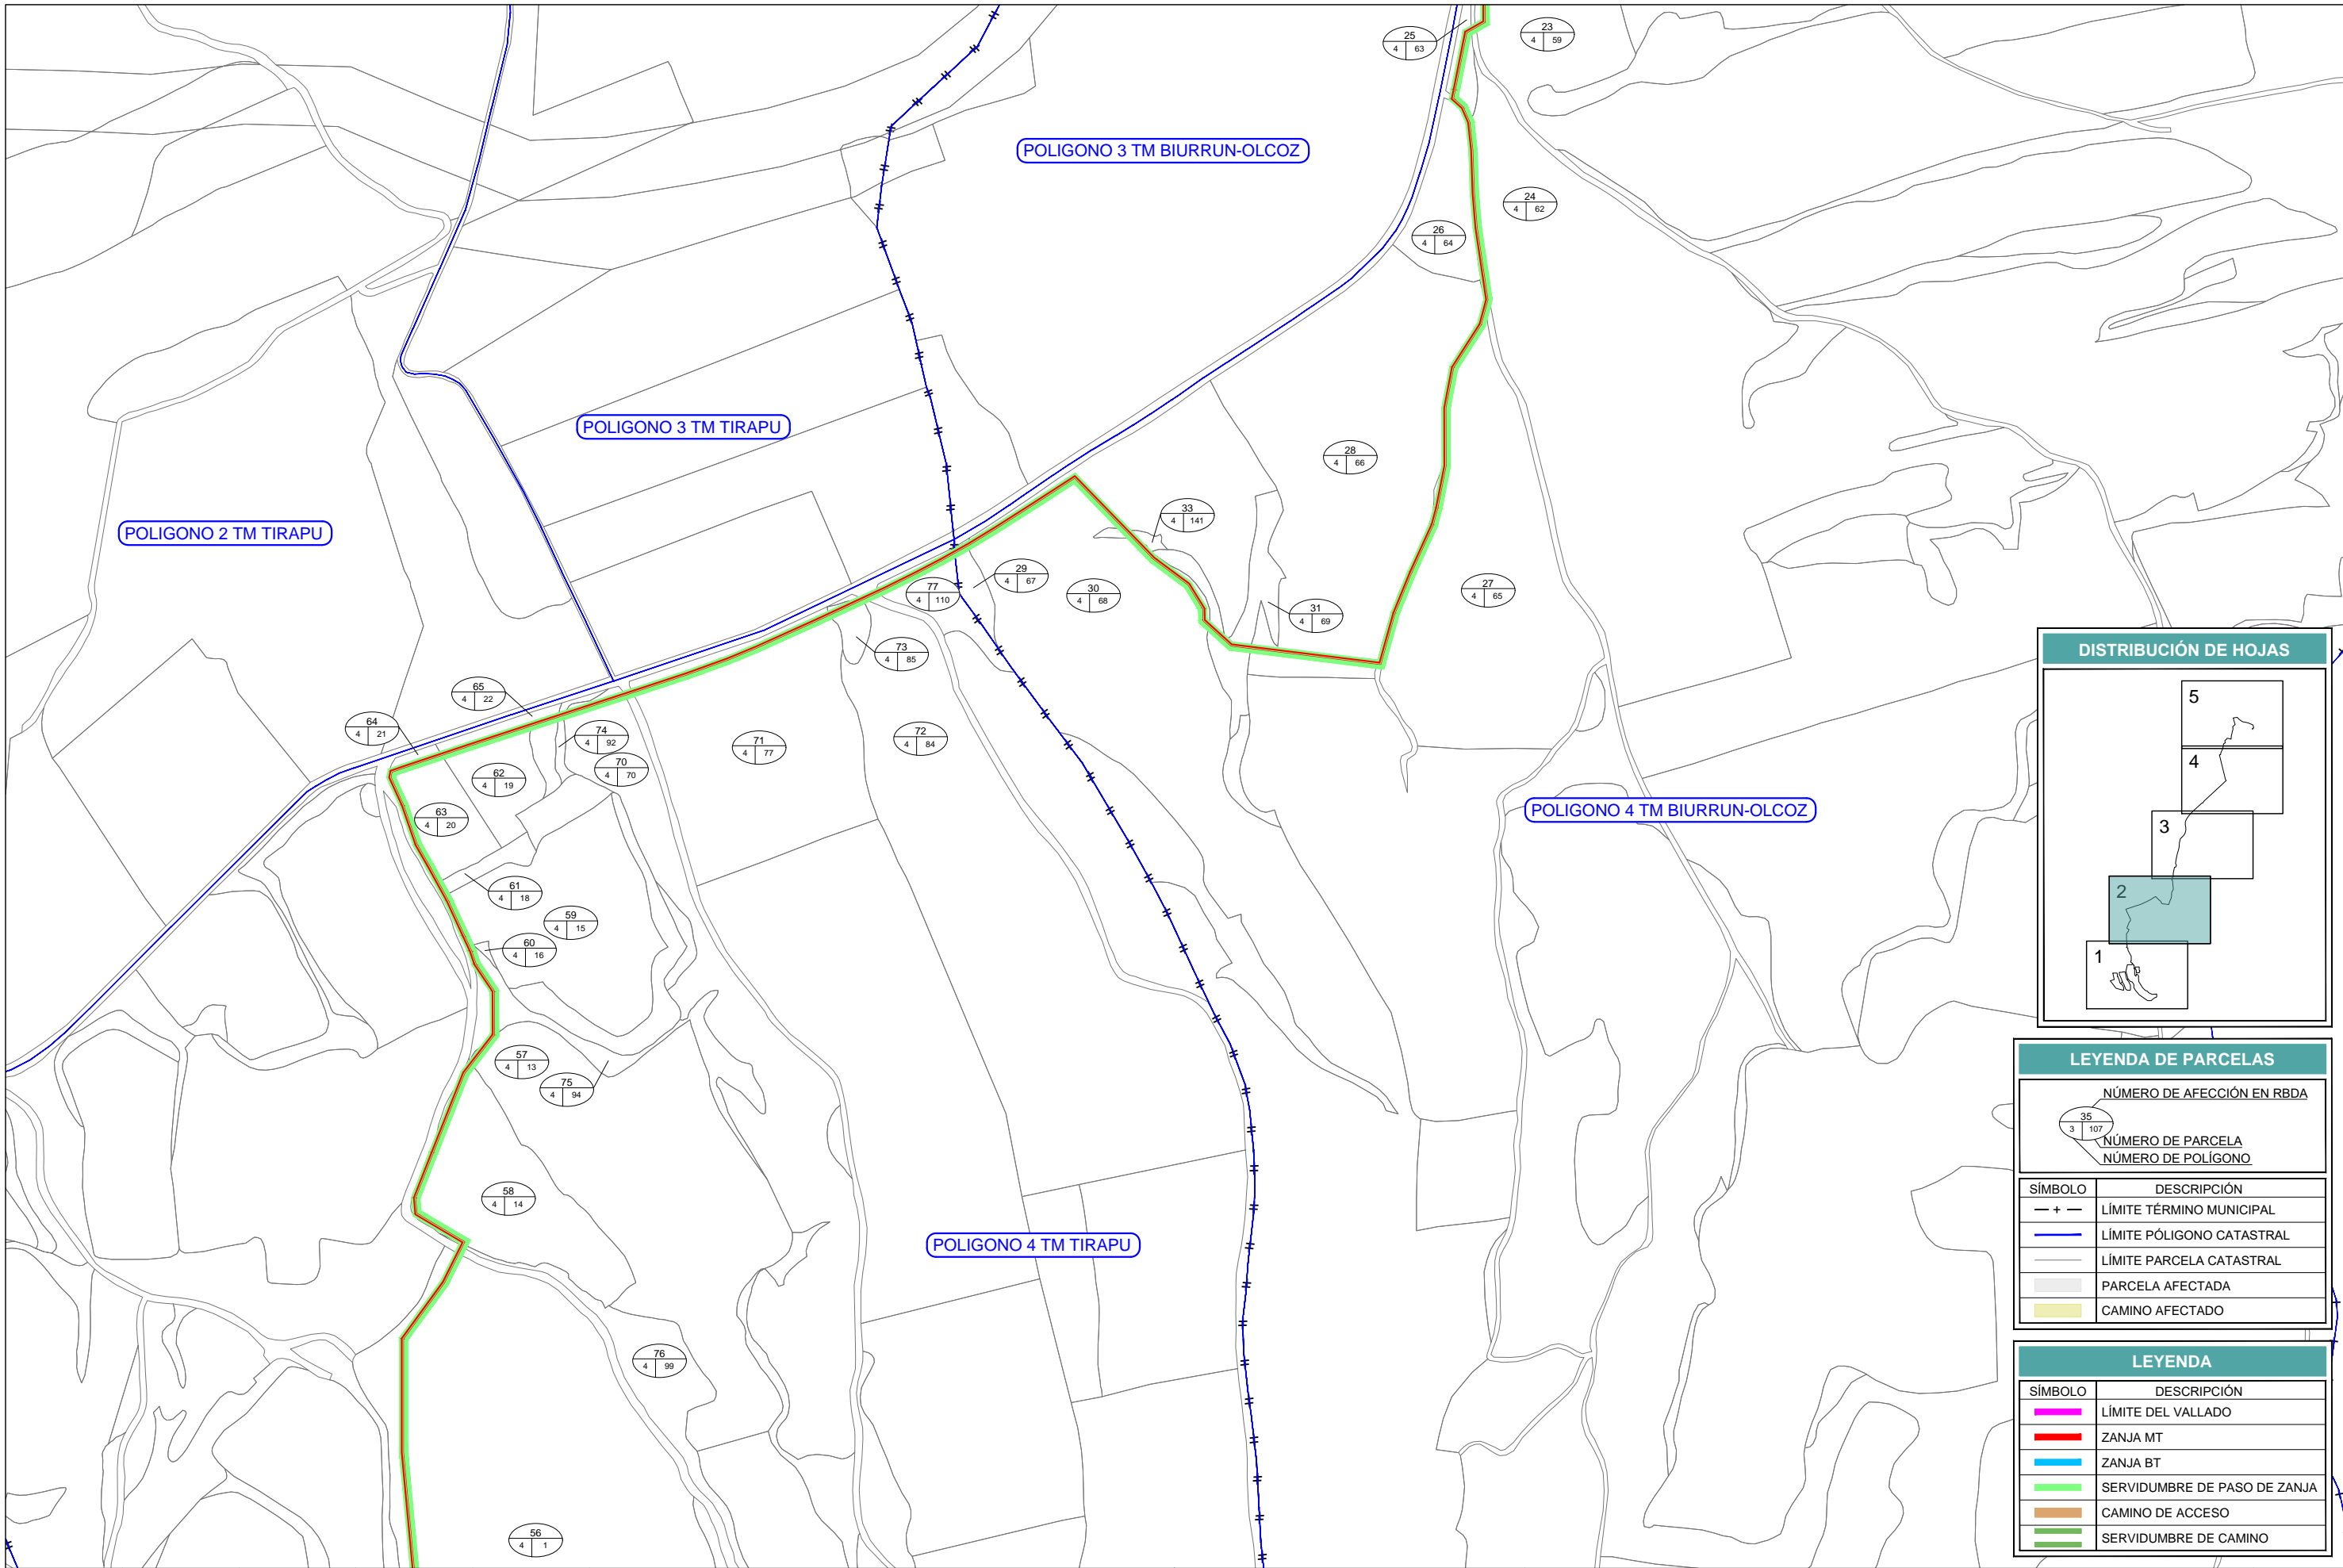 25
4 63
23
4 59
POLIGONO 3 TM BIURRUN-OLCOZ
24
4 62
26
4 64
POLIGONO 3 TM TIRAPU
28
4 66
POLIGONO 2 TM TIRAPU
33
4 141
29
4 67
77
4 110
30
4 68
27
4 65
31
4 69
73
4 85
65
4 22
64
4 21
74
4 92
71
4 77
72
4 84
70
4 70
62
4 19
63
4 20
POLIGONO 4 TM BIURRUN-OLCOZ
61
4 18
59
4 15
60
4 16
57
4 13
75
4 94
58
4 14
POLIGONO 4 TM TIRAPU
76
4 99
56
4 1
DISTRIBUCIÓN DE HOJAS
5
4
3
2
1
LEYENDA DE PARCELAS
NÚMERO DE AFECCIÓN EN RBDA
35
3 107
NÚMERO DE PARCELA
NÚMERO DE POLÍGONO
SÍMBOLO DESCRIPCIÓN
LÍMITE TÉRMINO MUNICIPAL
LÍMITE PÓLIGONO CATASTRAL
LÍMITE PARCELA CATASTRAL
PARCELA AFECTADA
CAMINO AFECTADO
LEYENDA
SÍMBOLO DESCRIPCIÓN
LÍMITE DEL VALLADO
ZANJA MT
ZANJA BT
SERVIDUMBRE DE PASO DE ZANJA
CAMINO DE ACCESO
SERVIDUMBRE DE CAMINO